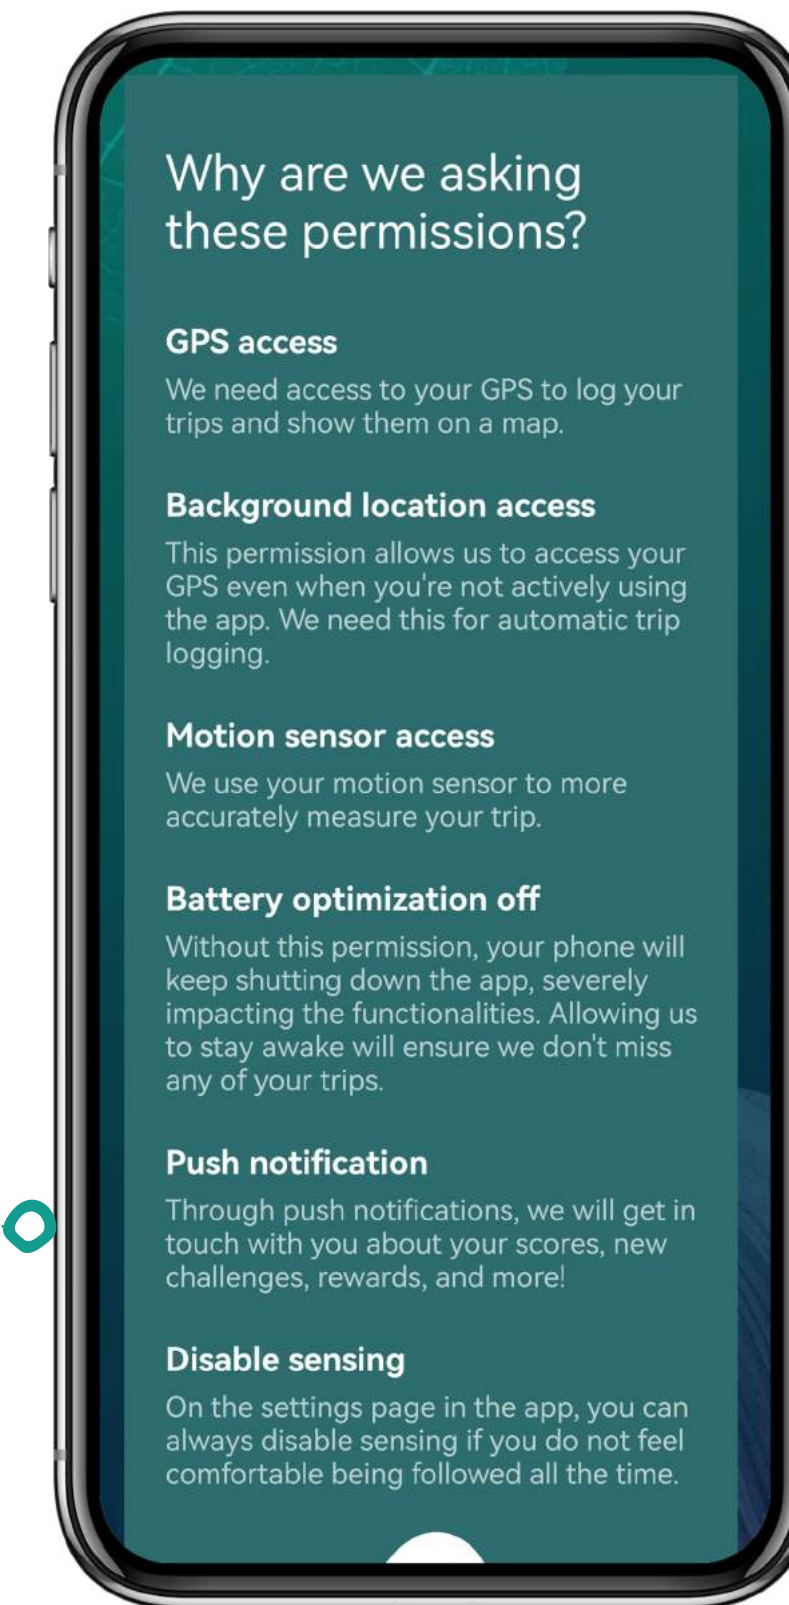 Why are we asking
these permissions?
GPS access
We need access to your GPS to log your
trips and show them on a map.
Background location access
This permission allows us to access your
GPS even when you're not actively using
the app. We need this for automatic trip
logging.
Motion sensor access
We use your motion sensor to more
accurately measure your trip.
Battery optimization off
Without this permission, your phone will
keep shutting down the app, severely
impacting the functionalities. Allowing us
to stay awake will ensure we don't miss
any of your trips.
Push notification
Through push notifications, we will get in
touch with you about your scores, new
challenges, rewards, and more!
Disable sensing
On the settings page in the app, you can
always disable sensing if you do not feel
comfortable being followed all the time.